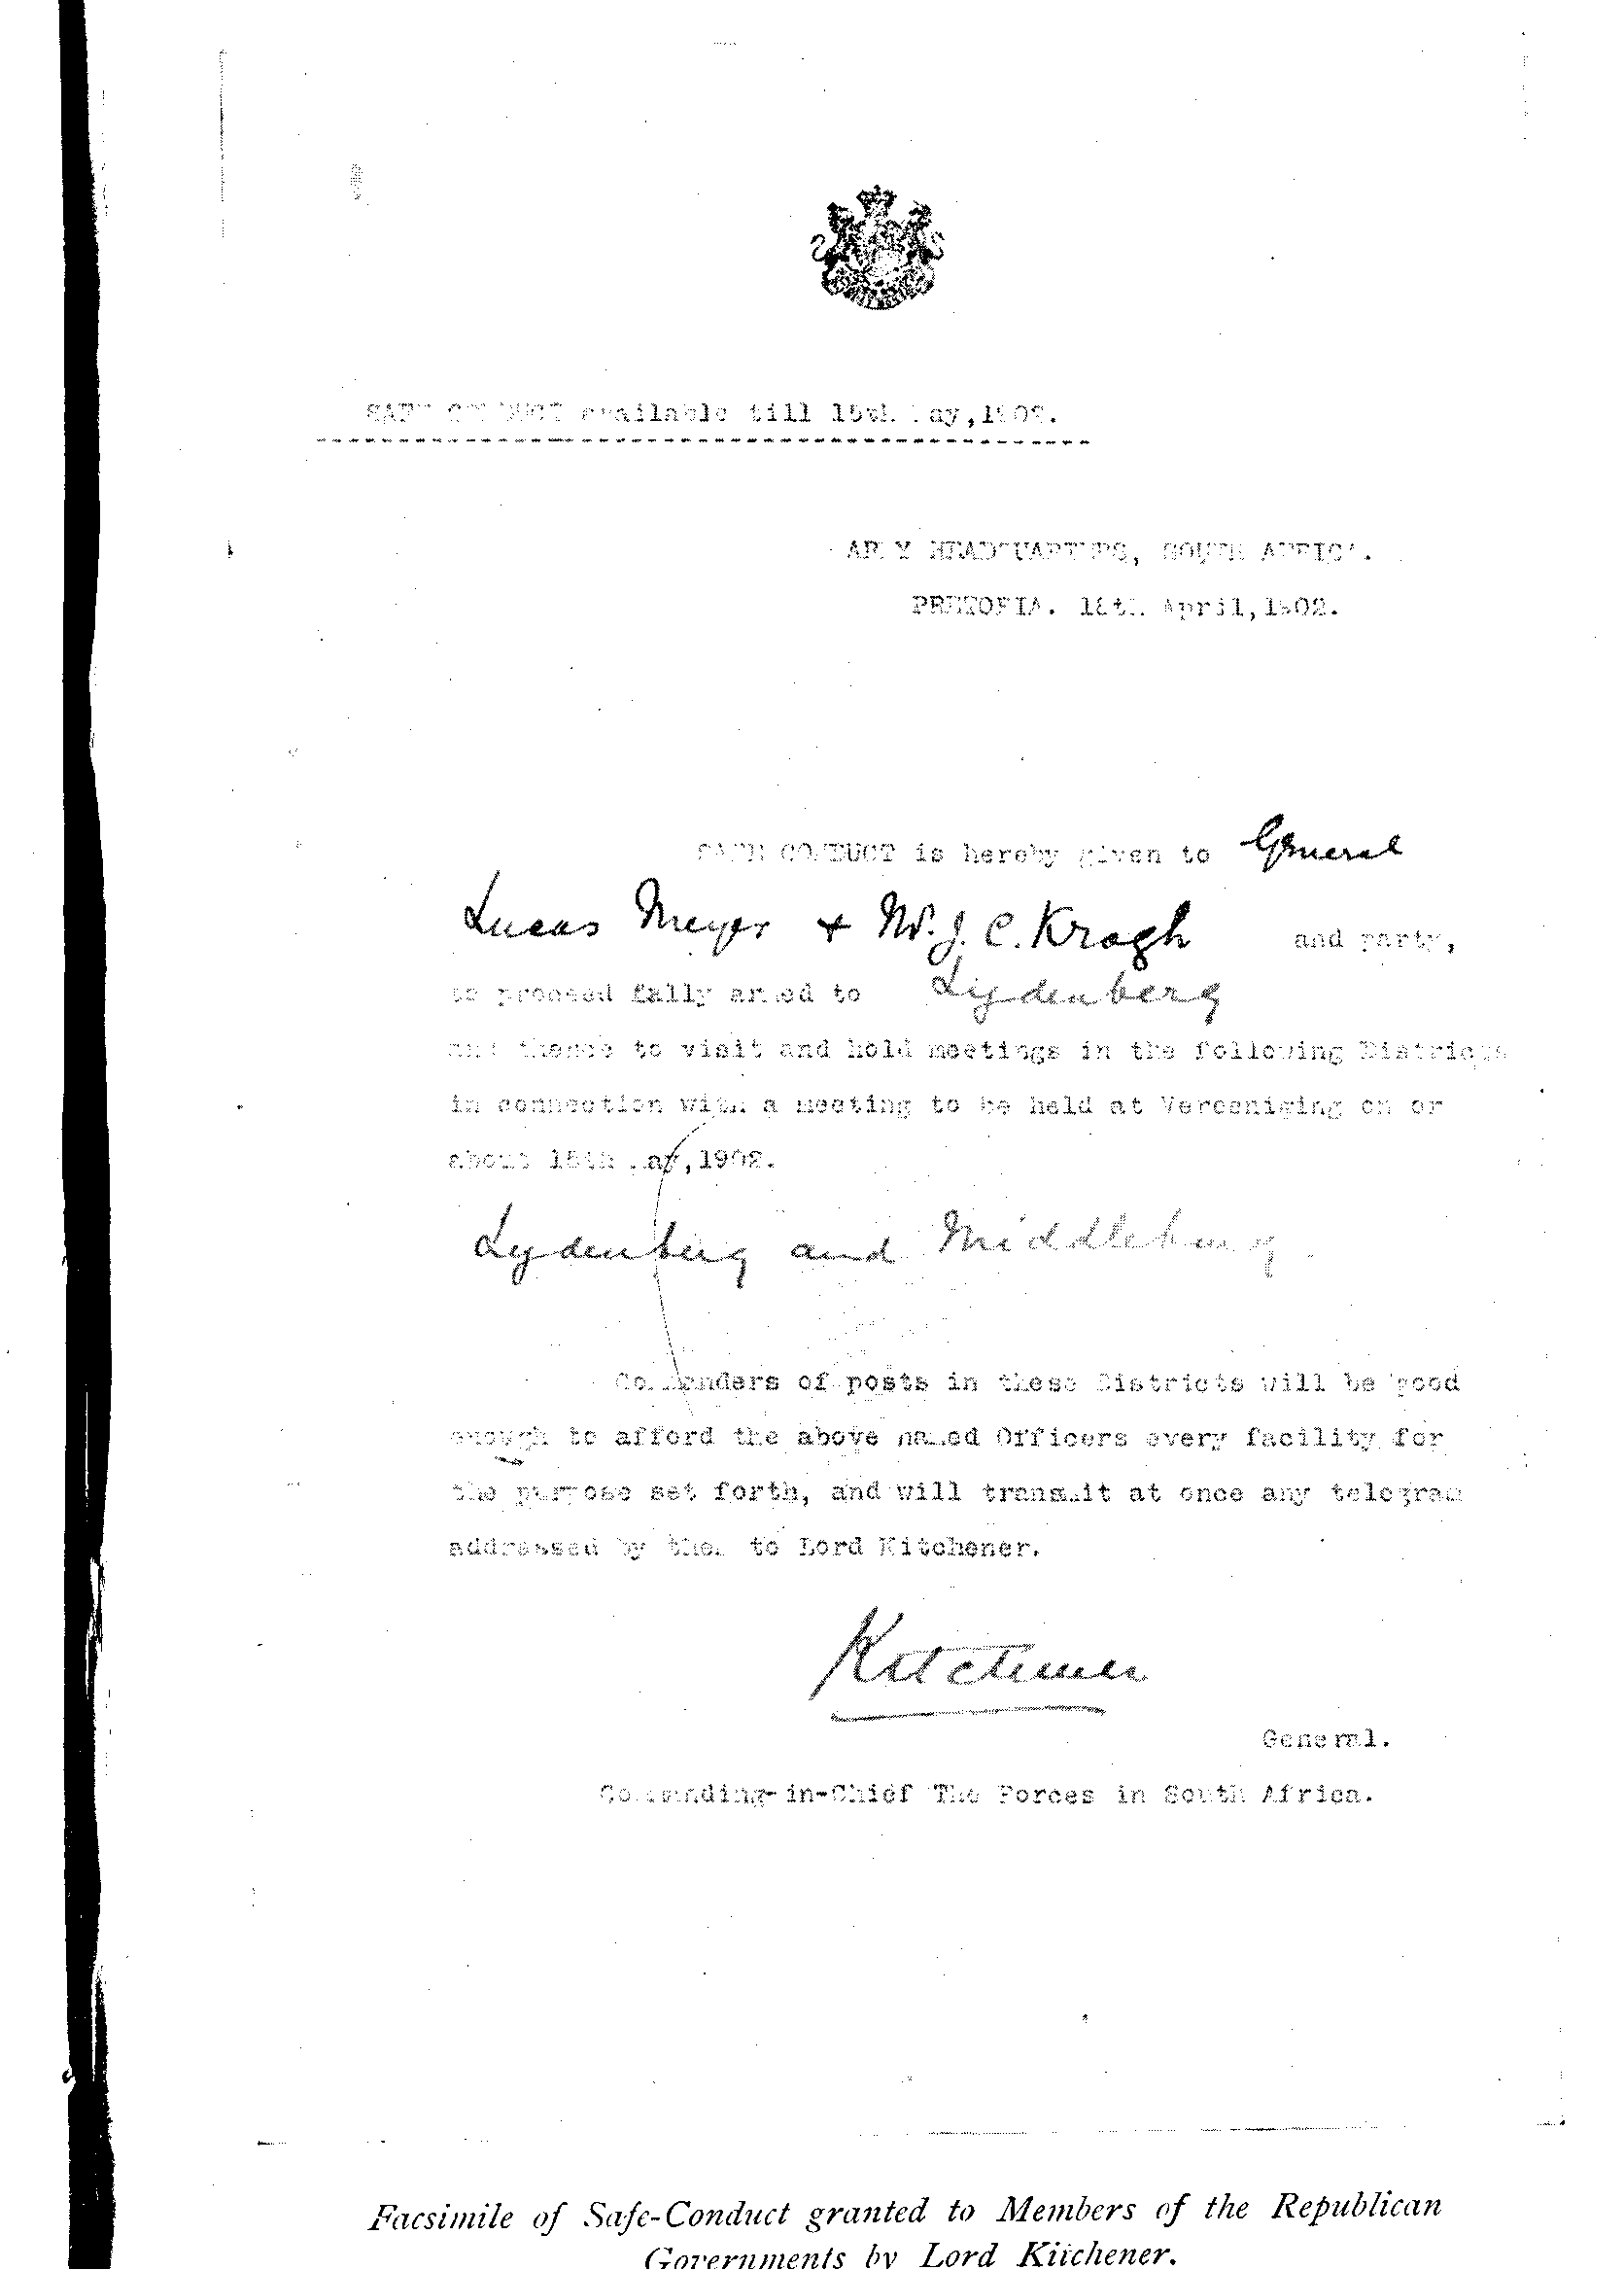 SAFE CONDUCT available till 15th May, 1902.
ARMY HEADQUARTERS, SOUTH AFRICA.
PRETORIA. 18th April, 1902.
SAFE CONDUCT is hereby given to General
Lucas Meyer + W. J. C. Krogh and party,
to proceed fully armed to Lydenberg
and thence to visit and hold meetings in the following Districts
in connection with a meeting to be held at Vereeniging on or
about 15th May, 1902.
Lydenberg and Middleburg.
Commanders of posts in these Districts will be good
enough to afford the above named Officers every facility for
the purpose set forth, and will transmit at once any telegram
addressed by them to Lord Kitchener.
Kitchener
General.
Commanding-in-Chief The Forces in South Africa.
Facsimile of Safe-Conduct granted to Members of the Republican
Governments by Lord Kitchener.